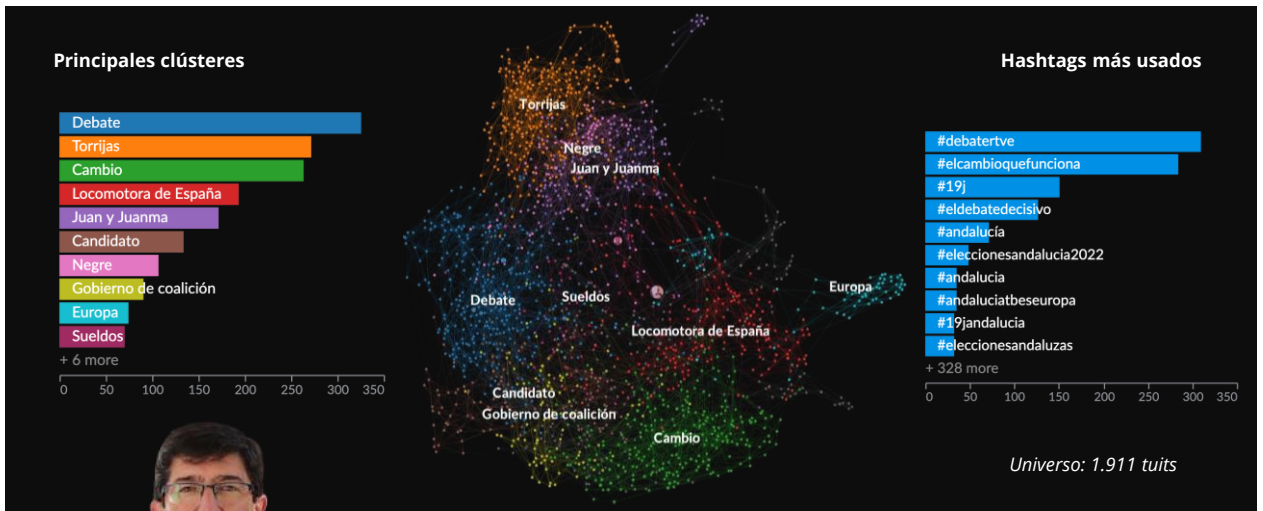 Principales clústeres
Debate
Torrijas
Cambio
Locomotora de España
Juan y Juanma
Candidato
Negre
Gobierno de coalición
Europa
Sueldos
+ 6 more
0 50 100 150 200 250 300 350
Torrijas
Negre
Juan y Juanma
Europa
Debate
Sueldos
Locomotora de España
Candidato
Gobierno de coalición
Cambio
Hashtags más usados
#debatertve
#elcambioquefunciona
#19j
#eldebatedecisivo
#andalucía
#eleccionesandalucia2022
#andalucia
#andaluciatbeseuropa
#19jandalucia
#eleccionesandaluzas
+ 328 more
0 50 100 150 200 250 300 350
Universo: 1.911 tuits